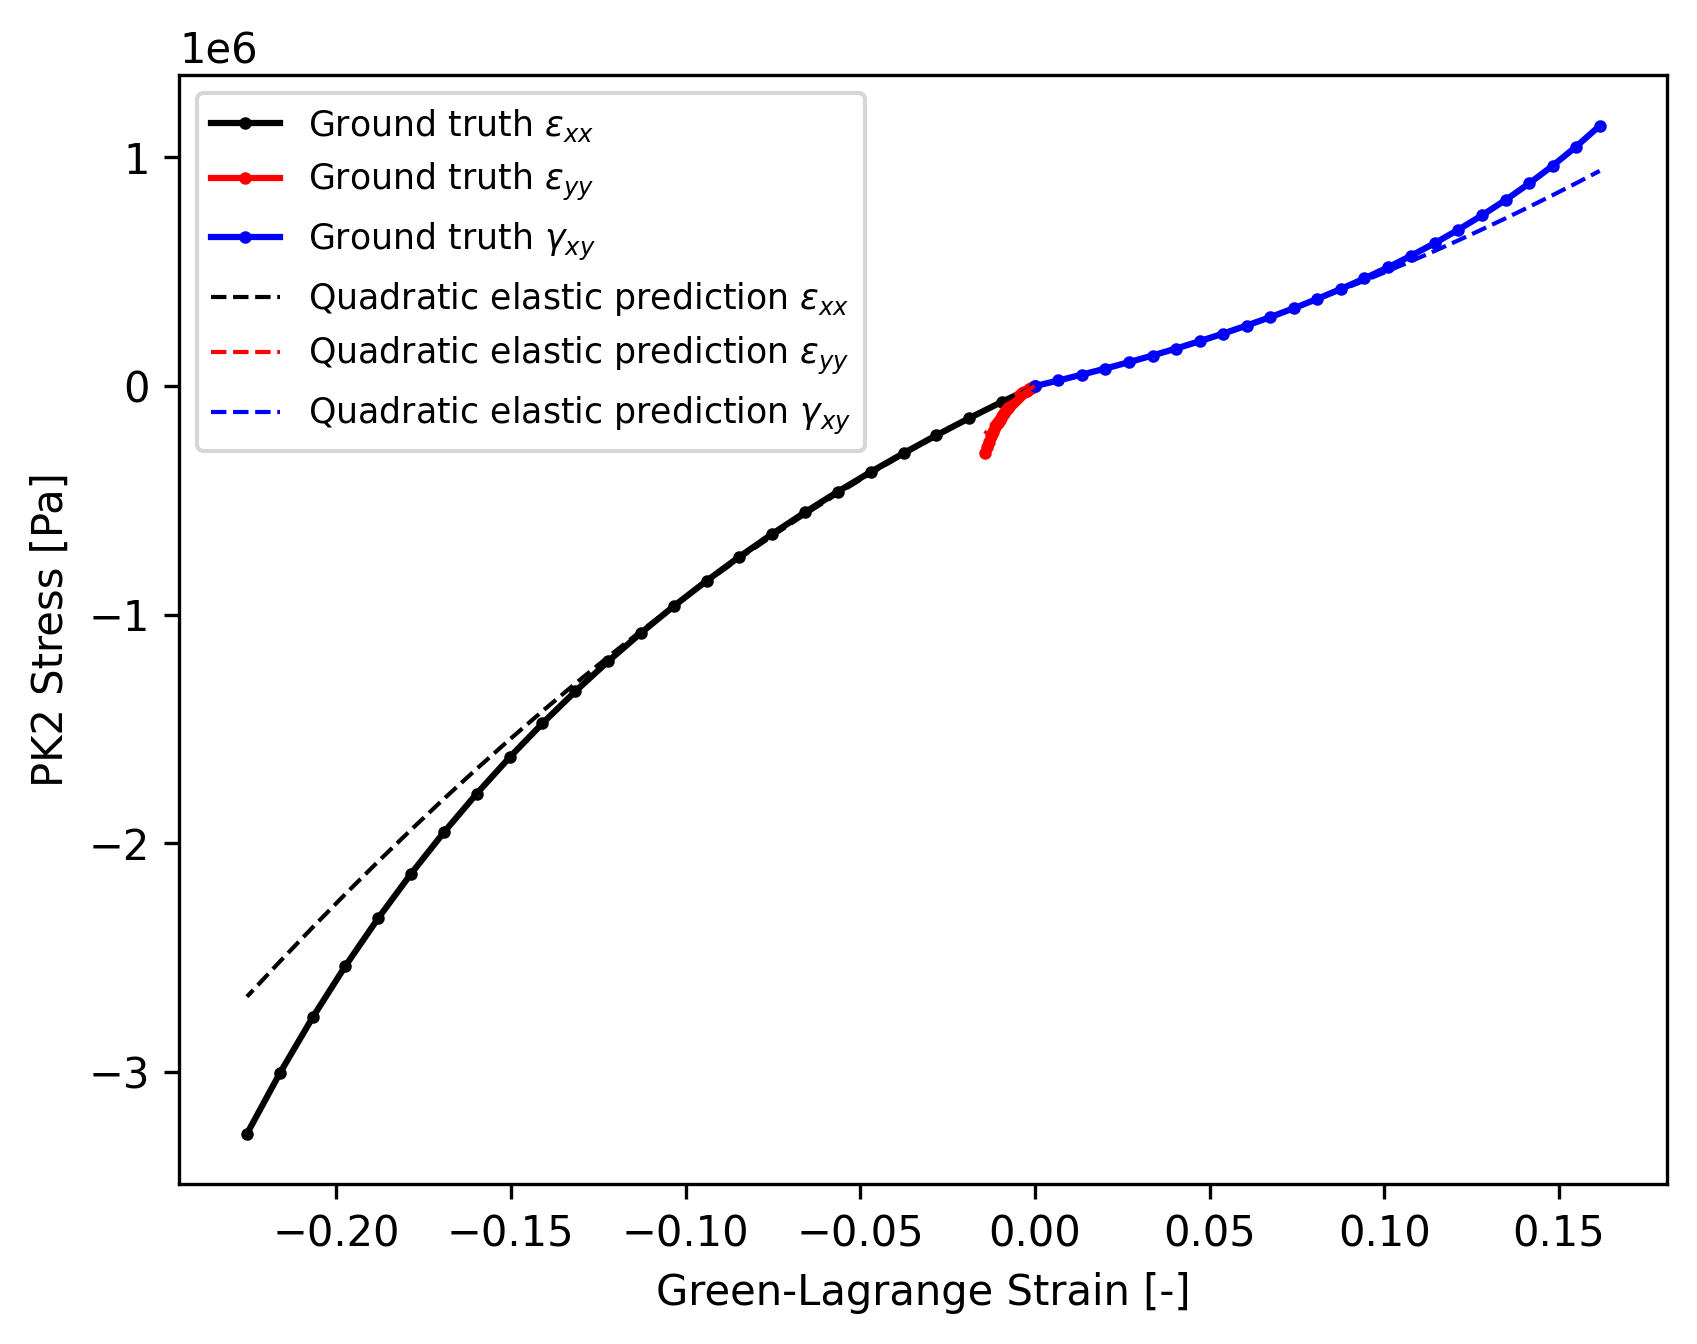 1e6
Ground truth εxx
Ground truth εyy
Ground truth γxy
Quadratic elastic prediction εxx
Quadratic elastic prediction εyy
Quadratic elastic prediction γxy
1
0
−1
−2
−3
PK2 Stress [Pa]
−0.20 −0.15 −0.10 −0.05 0.00 0.05 0.10 0.15
Green-Lagrange Strain [-]